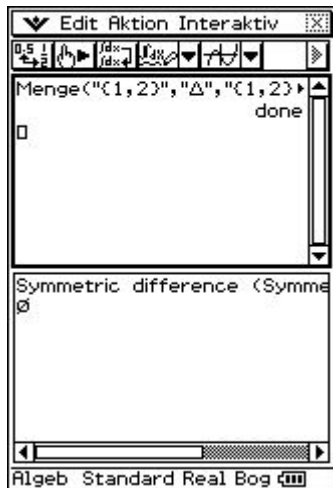 Edit Aktion Interaktiv
Menge("{1,2}","Δ","{1,2}
done
Symmetric difference (Symme
Ø
Algeb Standard Real Bog